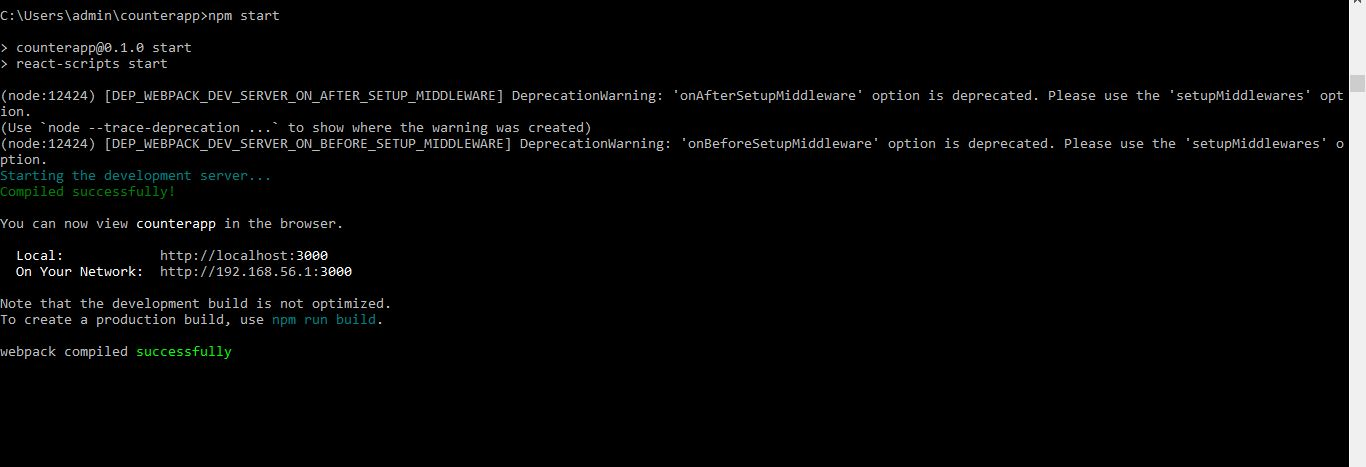 C:\Users\admin\counterapp>npm start
> counterapp@0.1.0 start
> react-scripts start
(node:12424) [DEP_WEBPACK_DEV_SERVER_ON_AFTER_SETUP_MIDDLEWARE] DeprecationWarning: 'onAfterSetupMiddleware' option is deprecated. Please use the 'setupMiddlewares' opt
ion.
(Use `node --trace-deprecation ...` to show where the warning was created)
(node:12424) [DEP_WEBPACK_DEV_SERVER_ON_BEFORE_SETUP_MIDDLEWARE] DeprecationWarning: 'onBeforeSetupMiddleware' option is deprecated. Please use the 'setupMiddlewares' o
ption.
Starting the development server...
Compiled successfully!
You can now view counterapp in the browser.
Local: http://localhost:3000
On Your Network: http://192.168.56.1:3000
Note that the development build is not optimized.
To create a production build, use npm run build.
webpack compiled successfully